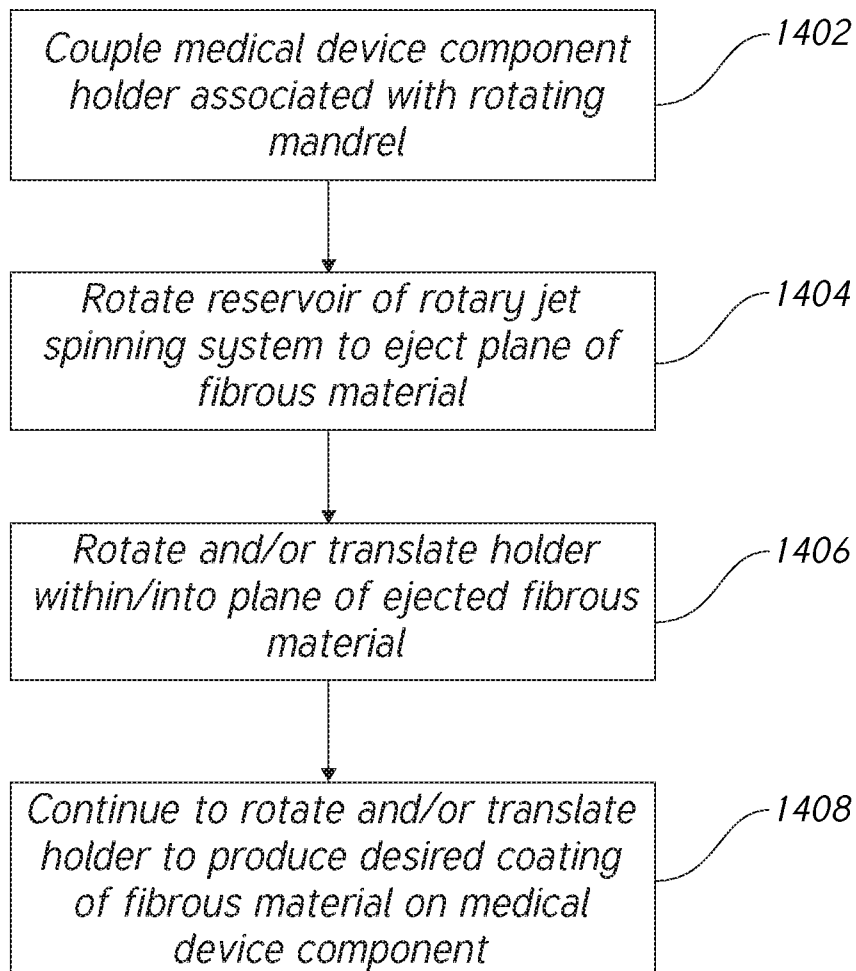 Couple medical device component
holder associated with rotating
mandrel
1402
Rotate reservoir of rotary jet
spinning system to eject plane of
fibrous material
1404
Rotate and/or translate holder
within/into plane of ejected fibrous
material
1406
Continue to rotate and/or translate
holder to produce desired coating
of fibrous material on medical
device component
1408